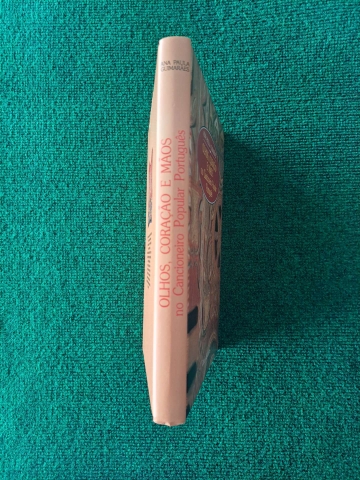 ANA PAULA
GUIMARÃES
OLHOS, CORAÇÃO E MÃOS
no Cancioneiro Popular Português